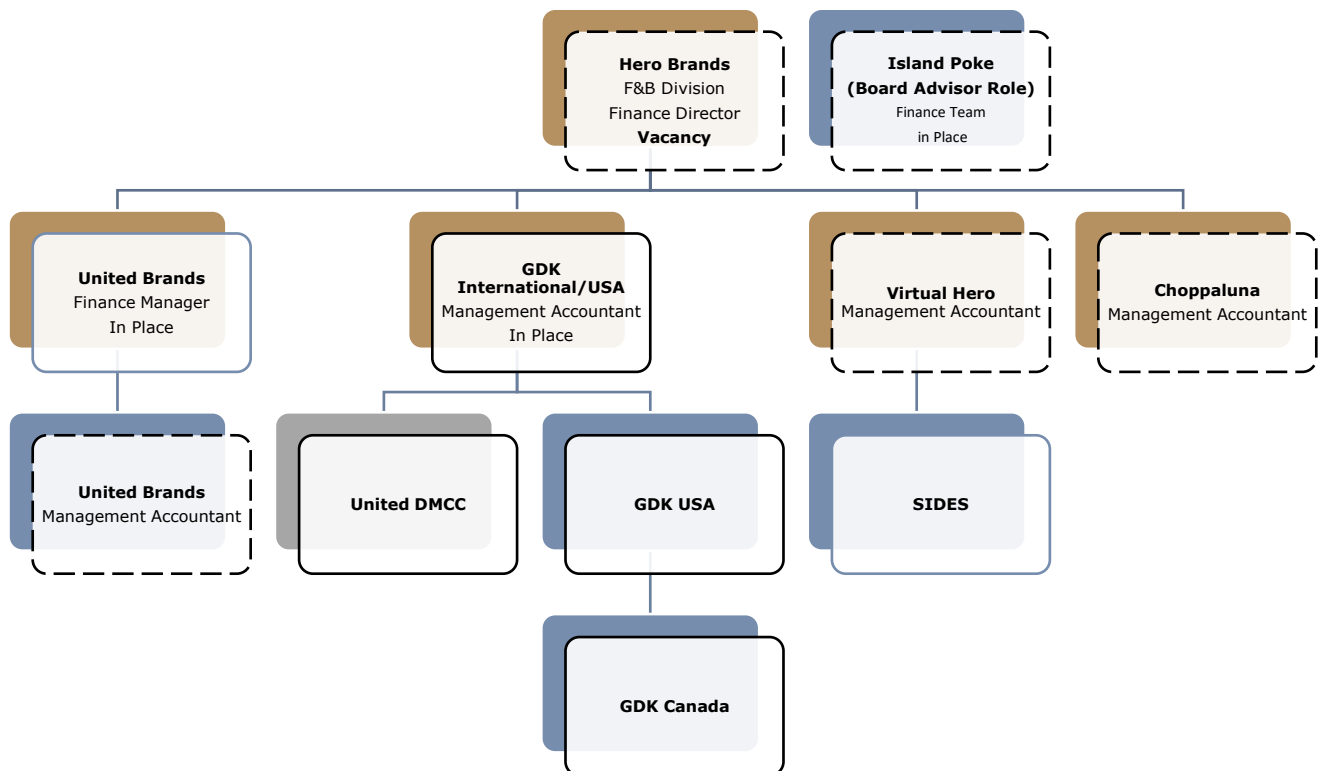 Hero Brands
F&B Division
Finance Director
Vacancy
Island Poke
(Board Advisor Role)
Finance Team
in Place
United Brands
Finance Manager
In Place
GDK
International/USA
Management Accountant
In Place
Virtual Hero
Management Accountant
Choppaluna
Management Accountant
United Brands
Management Accountant
United DMCC
GDK USA
SIDES
GDK Canada